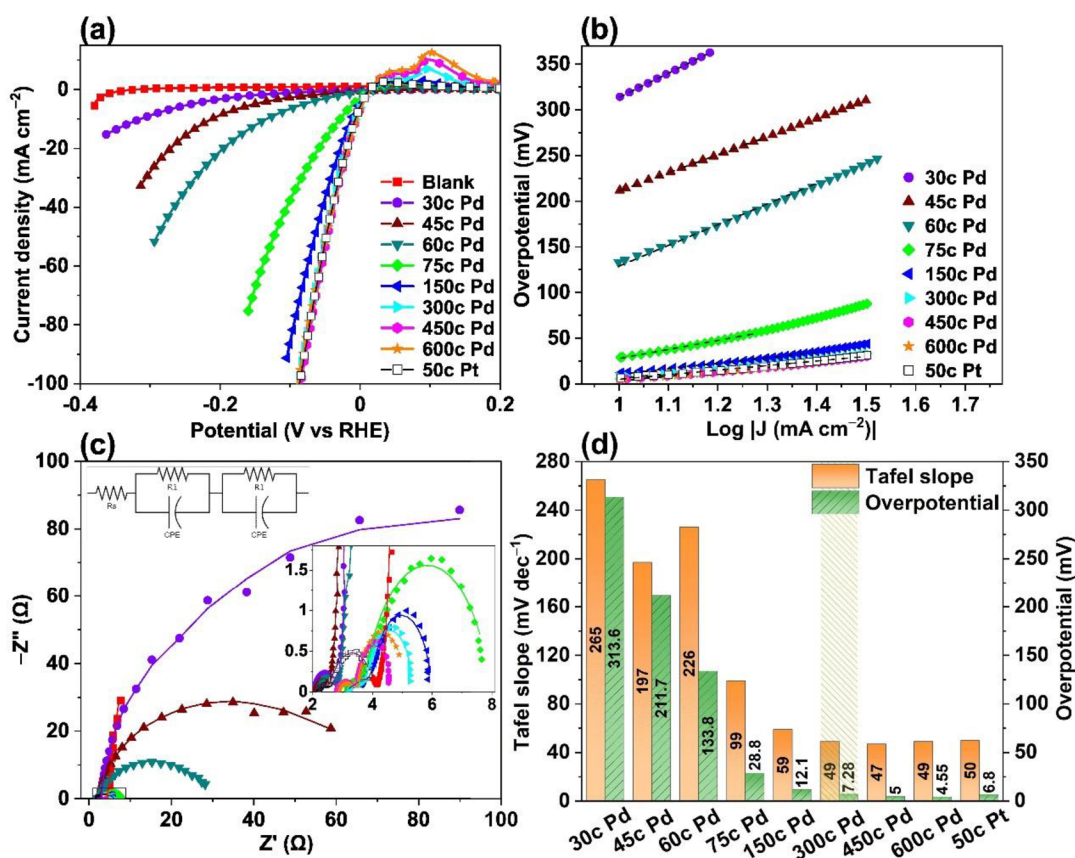 (a)
Current density (mA cm⁻²)
0
-20
-40
-60
-80
-100
-0.4
-0.2
0
0.2
Potential (V vs RHE)
Blank
30c Pd
45c Pd
60c Pd
75c Pd
150c Pd
300c Pd
450c Pd
600c Pd
50c Pt
(b)
Overpotential (mV)
350
300
250
200
150
100
50
0
1
1.1
1.2
1.3
1.4
1.5
1.6
1.7
Log |J (mA cm⁻²)|
30c Pd
45c Pd
60c Pd
75c Pd
150c Pd
300c Pd
450c Pd
600c Pd
50c Pt
(c)
−Z″ (Ω)
100
80
60
40
20
0
0
20
40
60
80
100
Z′ (Ω)
Rs
R1
CPE
R1
CPE
1.5
1
0.5
0
2
4
6
8
(d)
Tafel slope (mV dec⁻¹)
280
240
200
160
120
80
40
0
Tafel slope
Overpotential
350
300
250
200
150
100
50
0
Overpotential (mV)
265
313.6
197
211.7
226
133.8
99
28.8
59
12.1
49
7.28
47
5
49
4.55
50
6.8
30c Pd
45c Pd
60c Pd
75c Pd
150c Pd
300c Pd
450c Pd
600c Pd
50c Pt